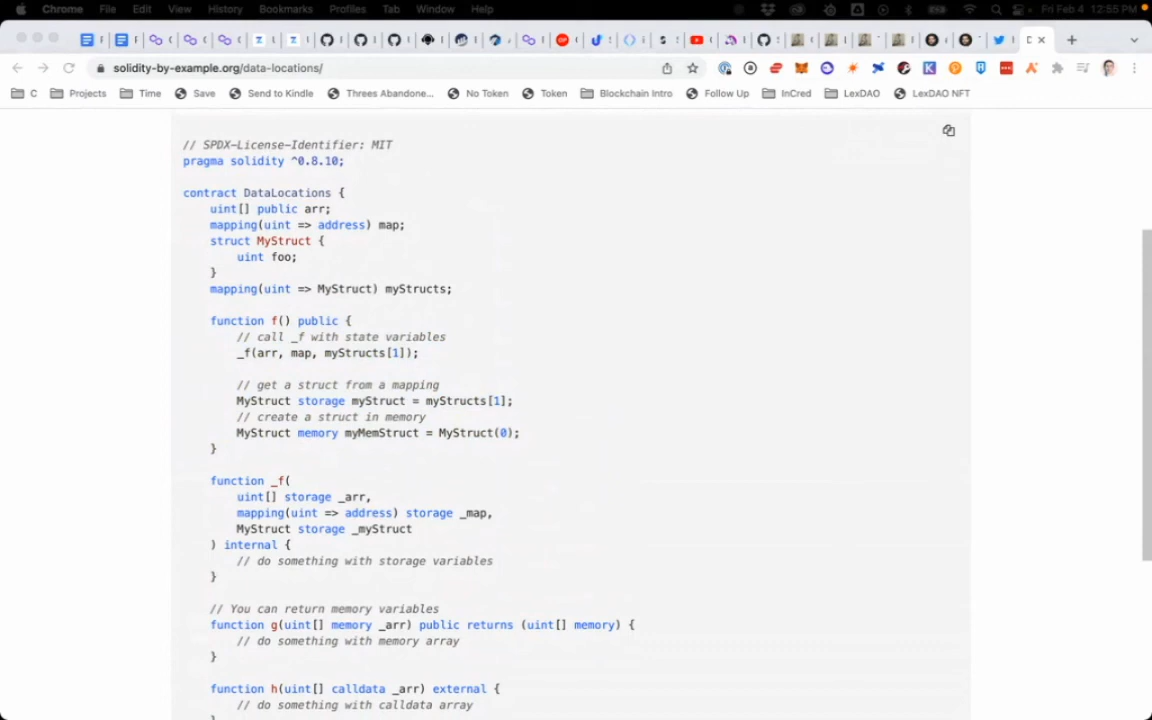 Chrome File Edit View History Bookmarks Profiles Tab Window Help Fri Feb 4 12:55 PM
solidity-by-example.org/data-locations/
C Projects Time Save Send to Kindle Threes Abandone... No Token Token Blockchain Intro Follow Up InCred LexDAO LexDAO NFT
// SPDX-License-Identifier: MIT
pragma solidity ^0.8.10;
contract DataLocations {
uint[] public arr;
mapping(uint => address) map;
struct MyStruct {
uint foo;
}
mapping(uint => MyStruct) myStructs;
function f() public {
// call _f with state variables
_f(arr, map, myStructs[1]);
// get a struct from a mapping
MyStruct storage myStruct = myStructs[1];
// create a struct in memory
MyStruct memory myMemStruct = MyStruct(0);
}
function _f(
uint[] storage _arr,
mapping(uint => address) storage _map,
MyStruct storage _myStruct
) internal {
// do something with storage variables
}
// You can return memory variables
function g(uint[] memory _arr) public returns (uint[] memory) {
// do something with memory array
}
function h(uint[] calldata _arr) external {
// do something with calldata array
}